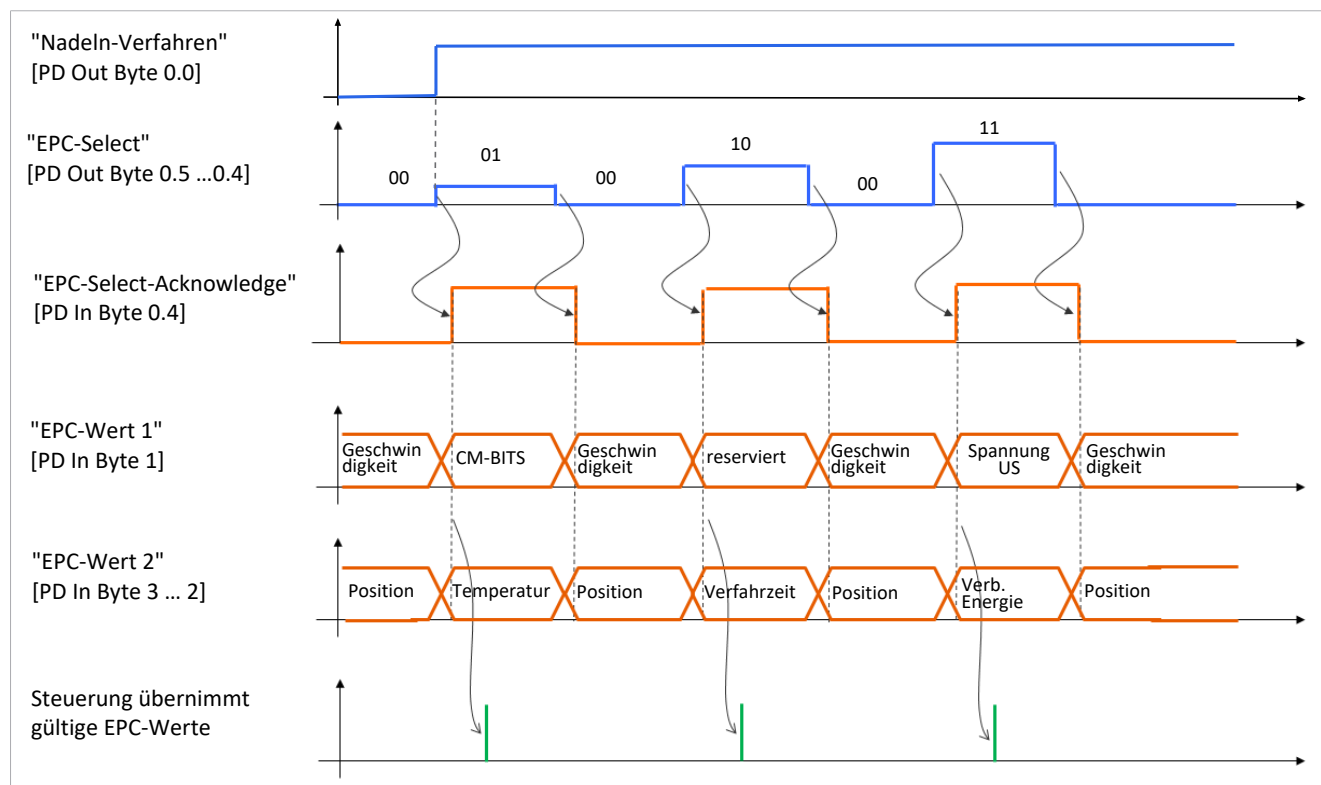 "Nadeln-Verfahren"
[PD Out Byte 0.0]
"EPC-Select"
[PD Out Byte 0.5 ...0.4]
00
01
00
10
00
11
"EPC-Select-Acknowledge"
[PD In Byte 0.4]
"EPC-Wert 1"
[PD In Byte 1]
Geschwin
digkeit
CM-BITS
Geschwin
digkeit
reserviert
Geschwin
digkeit
Spannung
US
Geschwin
digkeit
"EPC-Wert 2"
[PD In Byte 3 ... 2]
Position
Temperatur
Position
Verfahrzeit
Position
Verb.
Energie
Position
Steuerung übernimmt
gültige EPC-Werte